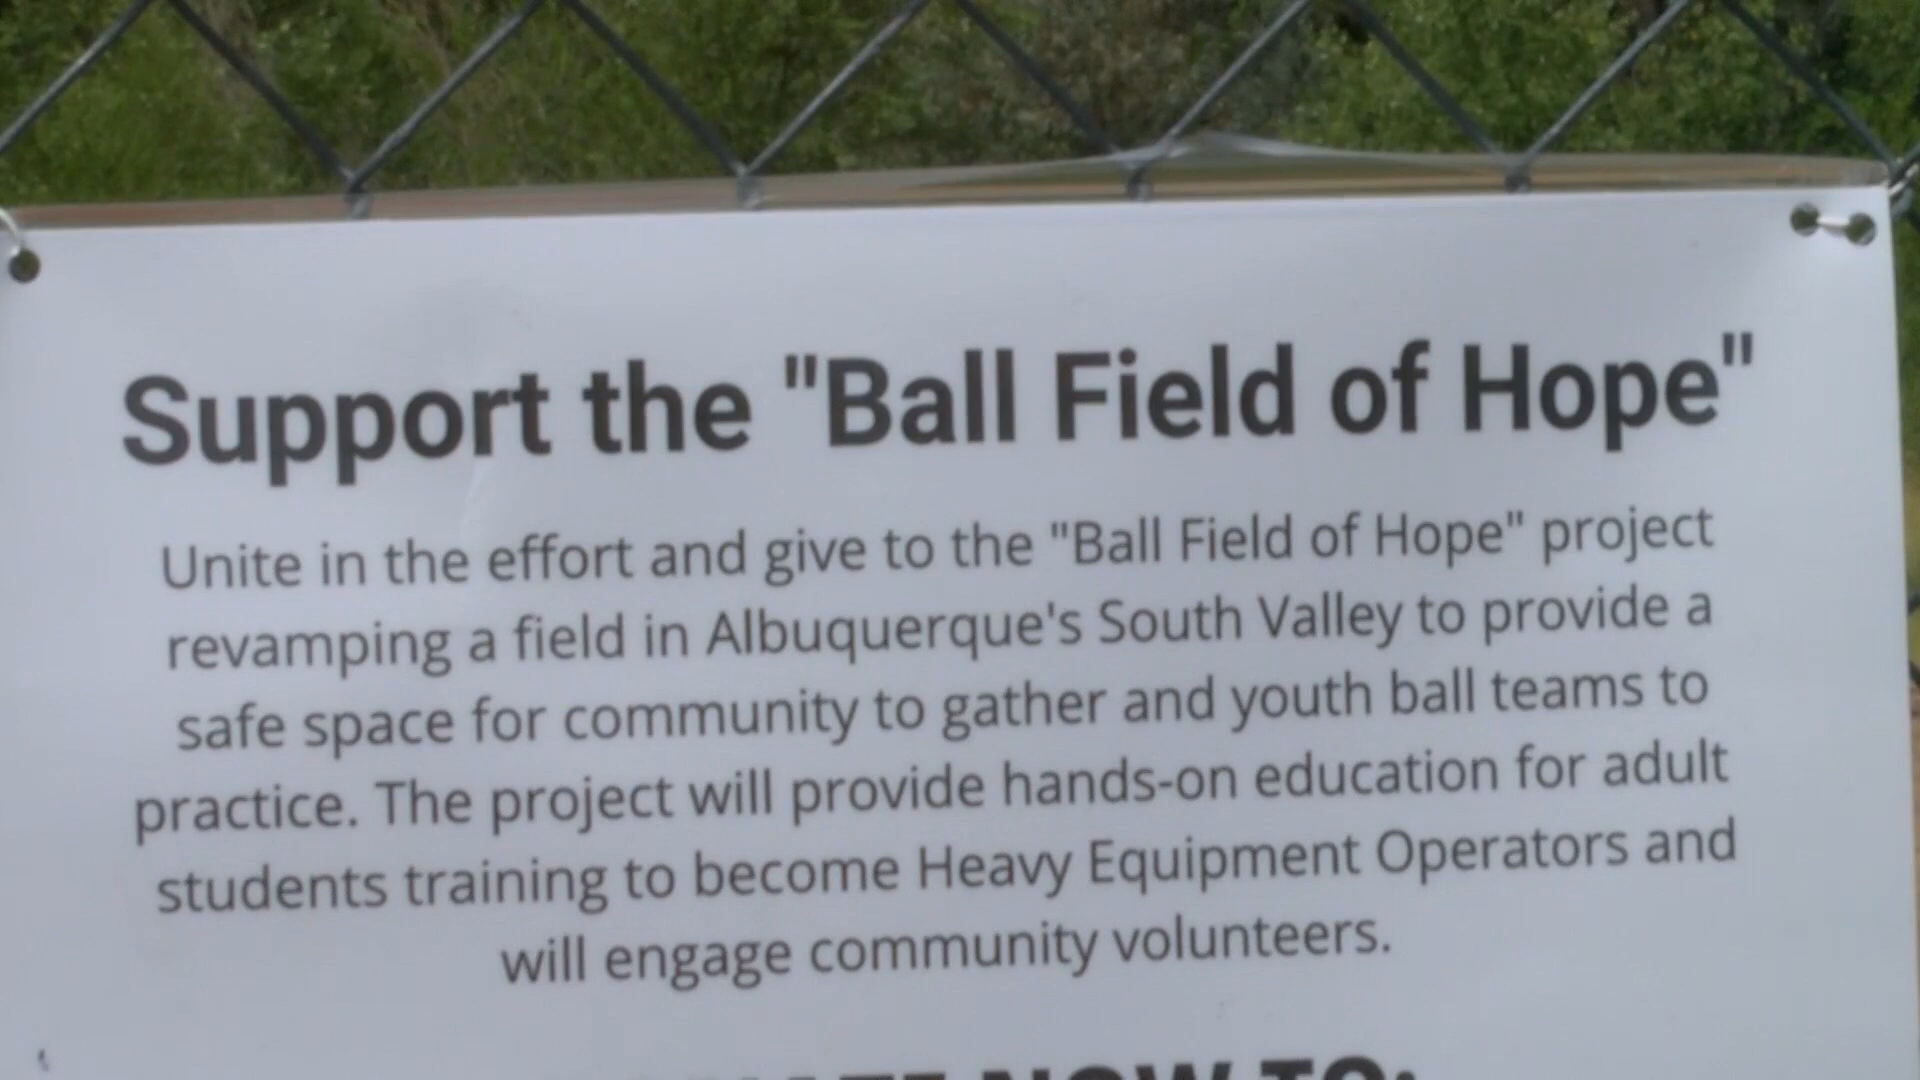 Support the "Ball Field of Hope"
Unite in the effort and give to the "Ball Field of Hope" project
revamping a field in Albuquerque's South Valley to provide a
safe space for community to gather and youth ball teams to
practice. The project will provide hands-on education for adult
students training to become Heavy Equipment Operators and
will engage community volunteers.
NOW TO: